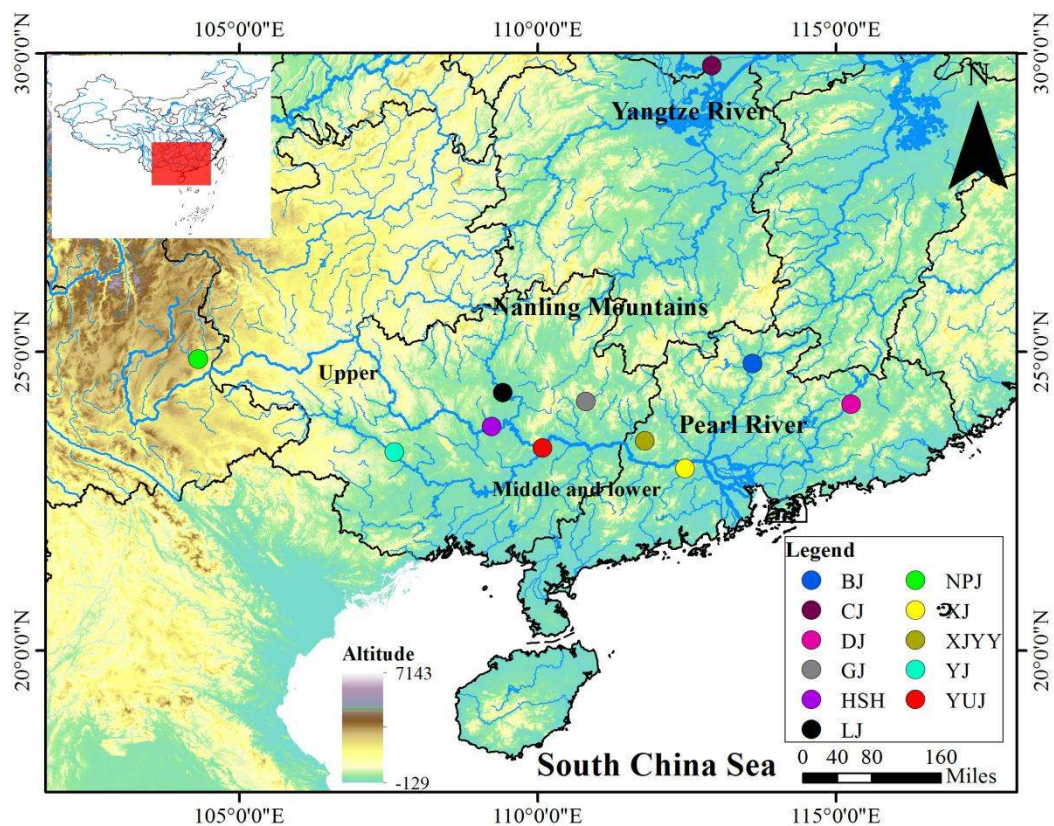 105°0'0"E 110°0'0"E 115°0'0"E
30°0'0"N 30°0'0"N
N
Yangtze River
Nanling Mountains
25°0'0"N 25°0'0"N
Upper
Pearl River
Middle and lower
Legend
BJ NPJ
CJ XJ
DJ XJYY
GJ YJ
HSH YUJ
LJ
20°0'0"N 20°0'0"N
Altitude
7143
-129
South China Sea
0 40 80 160
Miles
105°0'0"E 110°0'0"E 115°0'0"E